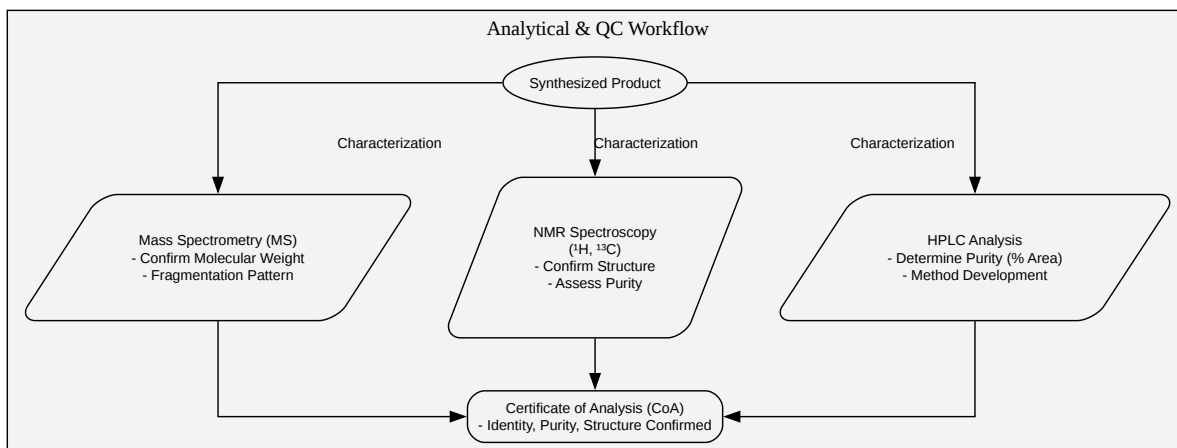 Analytical & QC Workflow
Synthesized Product
Characterization
Characterization
Characterization
Mass Spectrometry (MS)
- Confirm Molecular Weight
- Fragmentation Pattern
NMR Spectroscopy
(¹H, ¹³C)
- Confirm Structure
- Assess Purity
HPLC Analysis
- Determine Purity (% Area)
- Method Development
Certificate of Analysis (CoA)
- Identity, Purity, Structure Confirmed